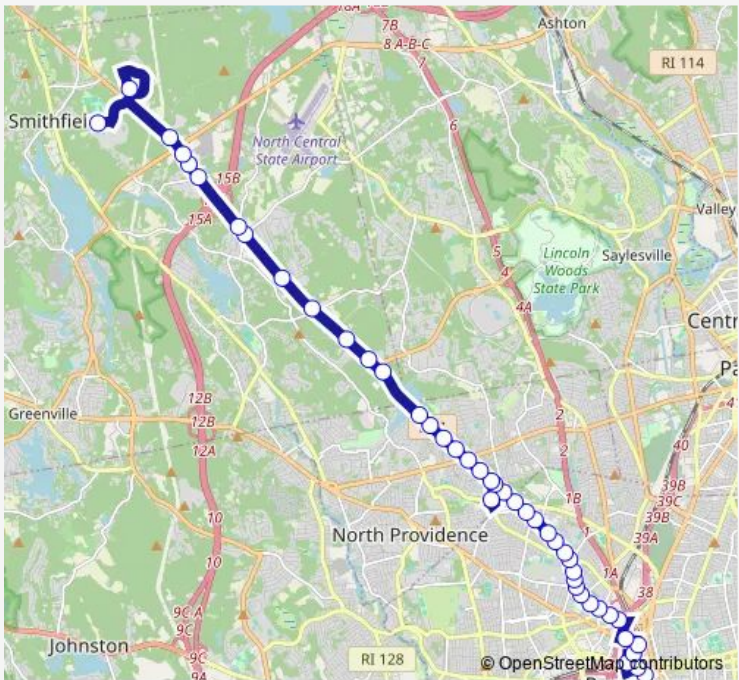 7B
Ashton
8 A-B-C
7
RI 114
6
Smithfiel
North Central
State Airport
15B
15A
Valley
5
4
Lincoln
Woods
State Park
Saylesville
4A
Centr
Pa
12B
12B
12A
Greenville
2
2
40
39B
39C
39B
39A
1B
1
1A
38
10
10
North Providence
9C A
9C
9C
9A
Johnston
RI 128
© OpenStreetMap contributors